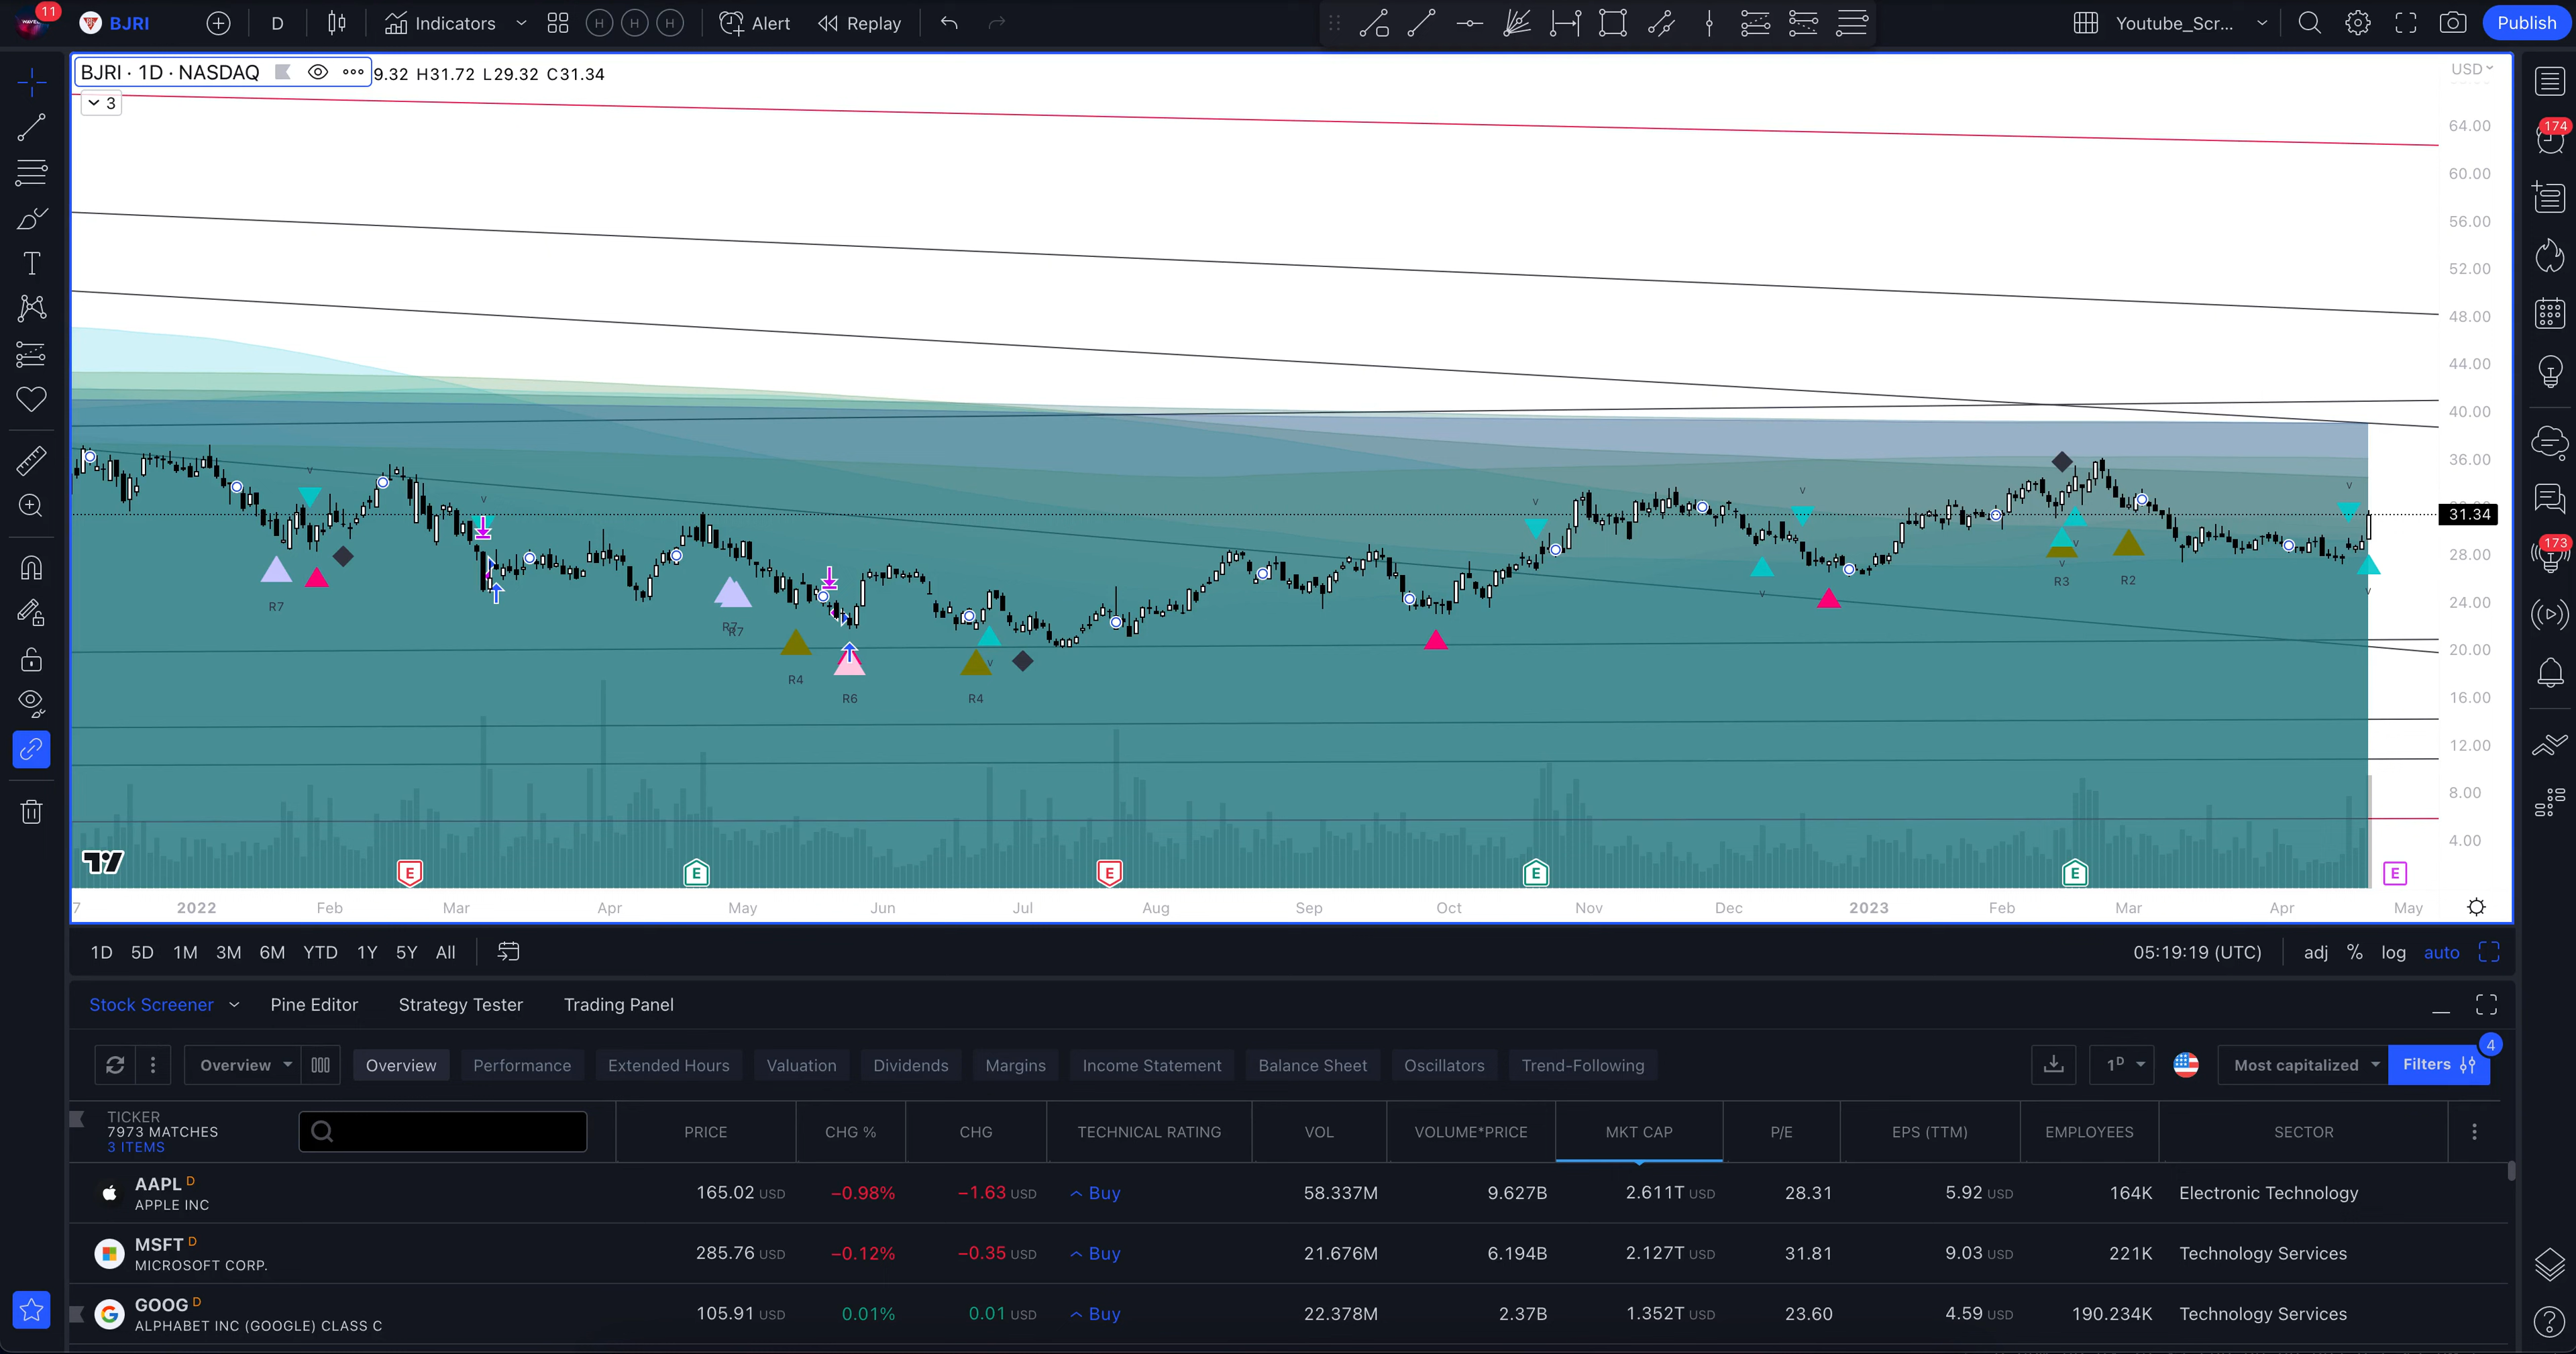 11 BJRI D Indicators H H H Alert Replay Youtube_Scr... Publish
BJRI · 1D · NASDAQ 9.32 H31.72 L29.32 C31.34 USD
3
64.00
60.00
56.00
52.00
48.00
44.00
40.00
36.00
31.34
28.00
24.00
20.00
16.00
12.00
8.00
4.00
v v v v v v v v v v v
R7 R7 R7 R4 R6 R4 R3 R2
E E E E E E
7 2022 Feb Mar Apr May Jun Jul Aug Sep Oct Nov Dec 2023 Feb Mar Apr May
174
173
1D 5D 1M 3M 6M YTD 1Y 5Y All 05:19:19 (UTC) adj % log auto
Stock Screener Pine Editor Strategy Tester Trading Panel
4
Overview Overview Performance Extended Hours Valuation Dividends Margins Income Statement Balance Sheet Oscillators Trend-Following 1D Most capitalized Filters
TICKER
7973 MATCHES
3 ITEMS
PRICE CHG % CHG TECHNICAL RATING VOL VOLUME*PRICE MKT CAP P/E EPS (TTM) EMPLOYEES SECTOR
AAPL D 165.02 USD −0.98% −1.63 USD Buy 58.337M 9.627B 2.611T USD 28.31 5.92 USD 164K Electronic Technology
APPLE INC
MSFT D 285.76 USD −0.12% −0.35 USD Buy 21.676M 6.194B 2.127T USD 31.81 9.03 USD 221K Technology Services
MICROSOFT CORP.
GOOG D 105.91 USD 0.01% 0.01 USD Buy 22.378M 2.37B 1.352T USD 23.60 4.59 USD 190.234K Technology Services
ALPHABET INC (GOOGLE) CLASS C